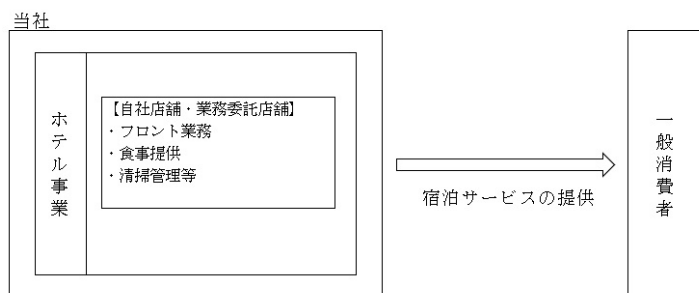 当社
ホテル事業
【自社店舗・業務委託店舗】
・フロント業務
・食事提供
・清掃管理等
宿泊サービスの提供
一般消費者